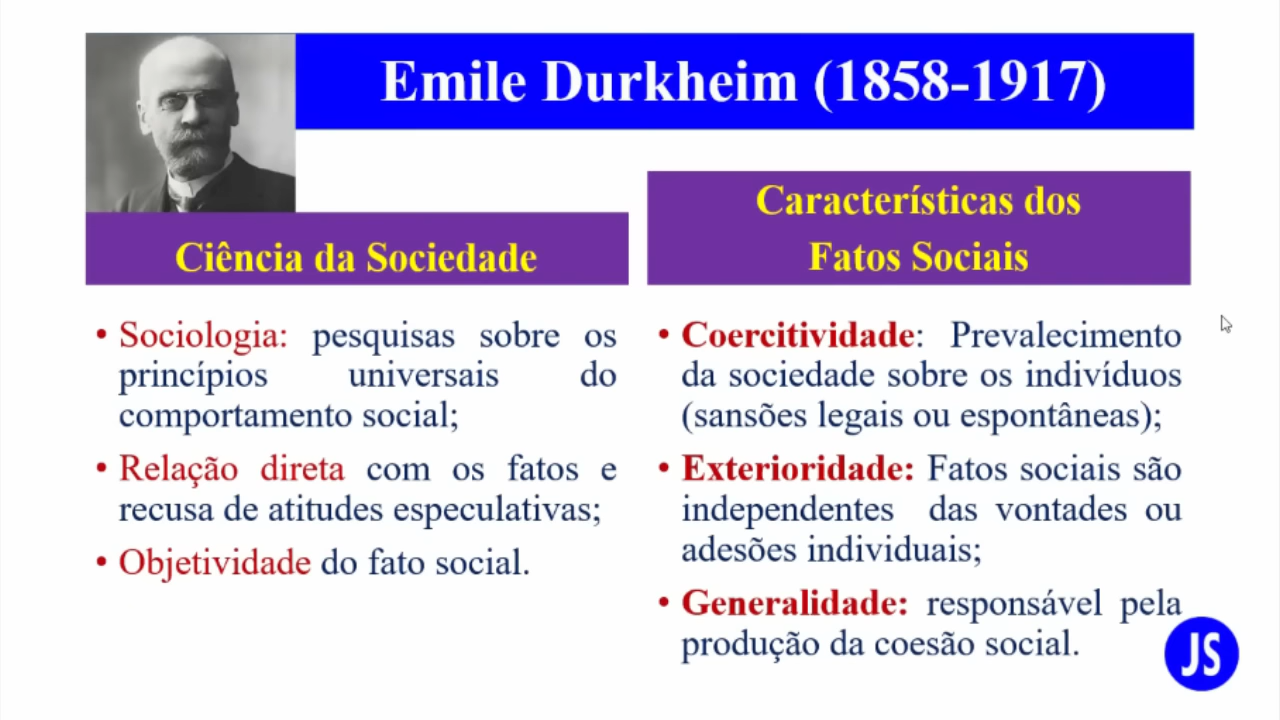 Emile Durkheim (1858-1917)
Ciência da Sociedade
• Sociologia: pesquisas sobre os
princípios universais do
comportamento social;
• Relação direta com os fatos e
recusa de atitudes especulativas;
• Objetividade do fato social.
Características dos
Fatos Sociais
• Coercitividade: Prevalecimento
da sociedade sobre os indivíduos
(sansões legais ou espontâneas);
• Exterioridade: Fatos sociais são
independentes das vontades ou
adesões individuais;
• Generalidade: responsável pela
produção da coesão social.
JS